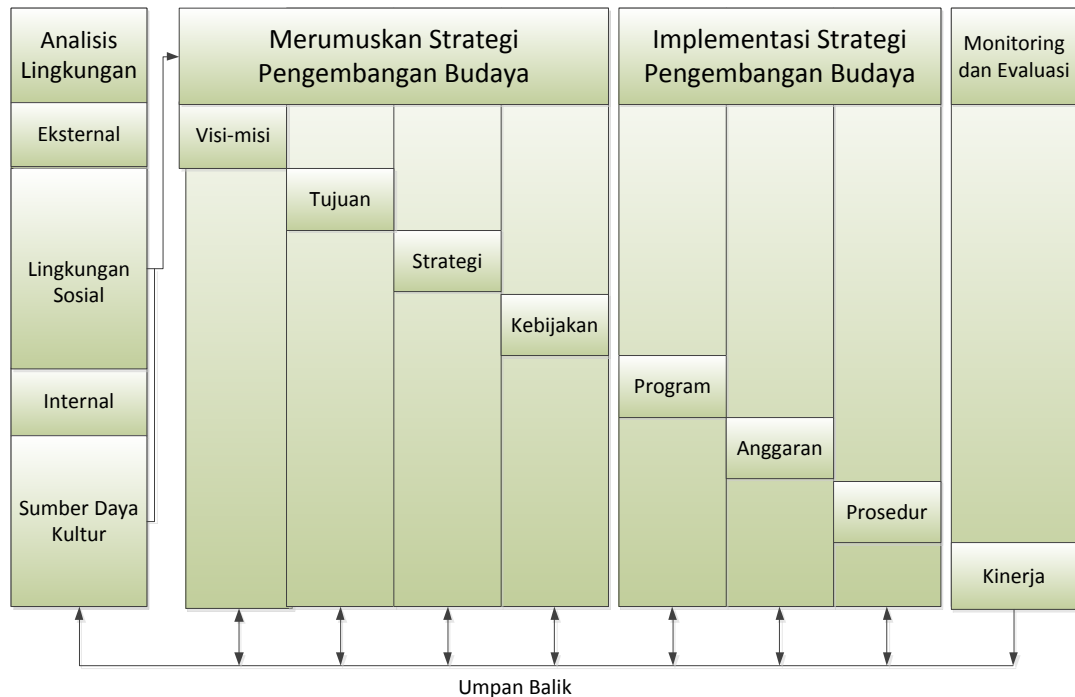 Analisis
Lingkungan
Eksternal
Lingkungan
Sosial
Internal
Sumber Daya
Kultur
Merumuskan Strategi
Pengembangan Budaya
Visi-misi
Tujuan
Strategi
Kebijakan
Implementasi Strategi
Pengembangan Budaya
Program
Anggaran
Prosedur
Monitoring
dan Evaluasi
Kinerja
Umpan Balik